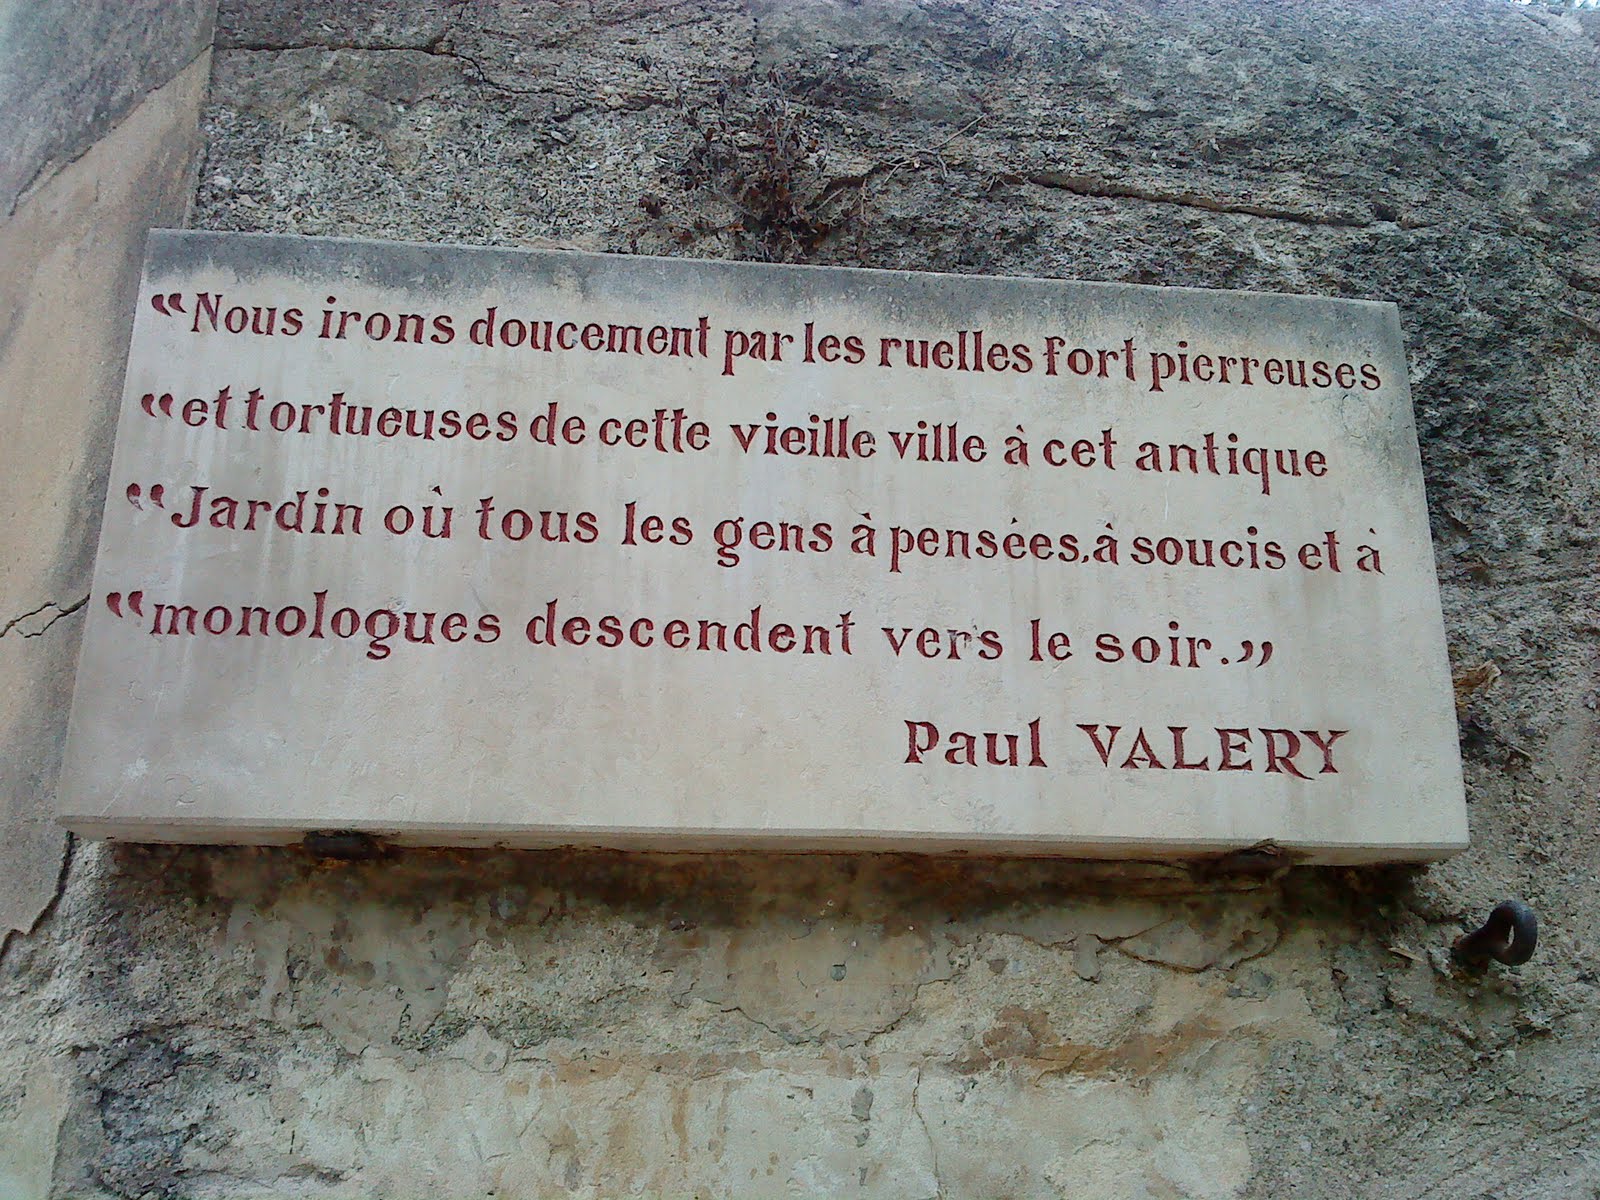 “Nous irons doucement par les ruelles fort pierreuses
“et tortueuses de cette vieille ville à cet antique
“Jardin où tous les gens à pensées, à soucis et à
“monologues descendent vers le soir.”
Paul VALERY